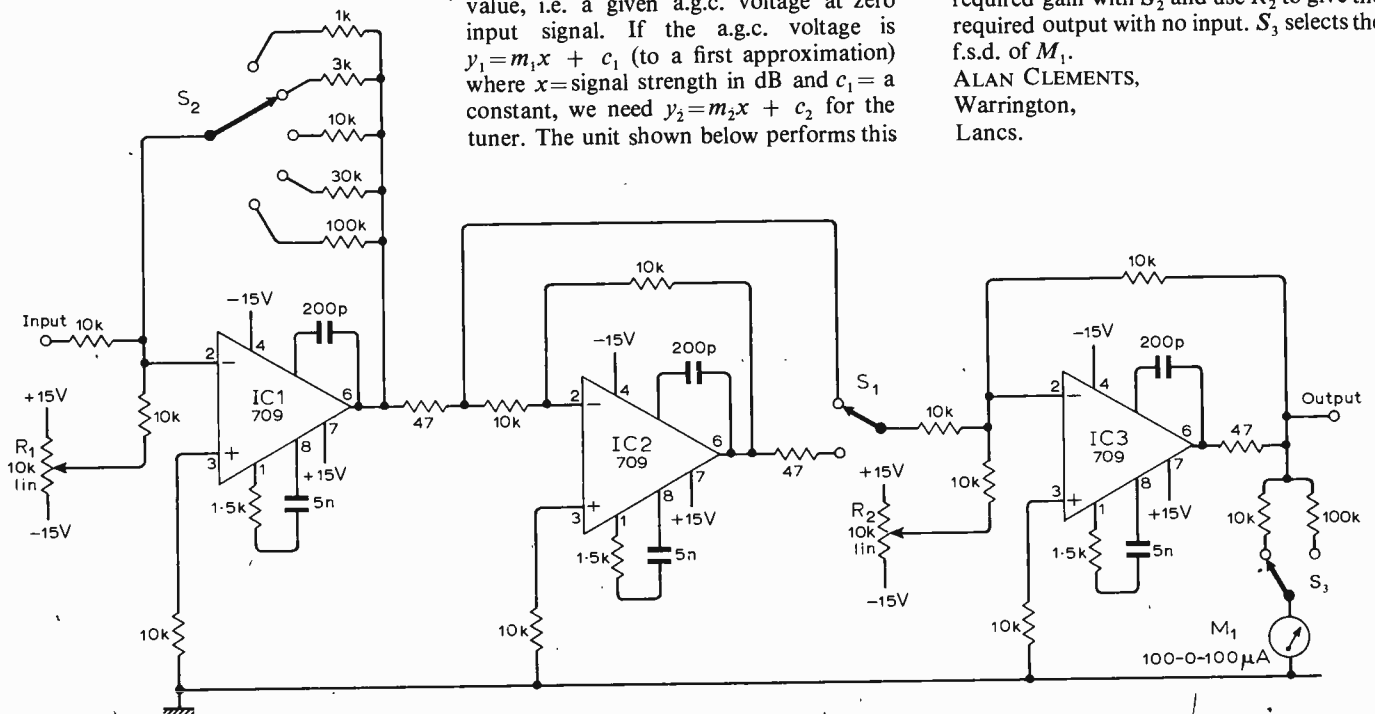 value, i.e. a given a.g.c. voltage at zero
input signal. If the a.g.c. voltage is
y₁=m₁x + c₁ (to a first approximation)
where x=signal strength in dB and c₁= a
constant, we need y₂=m₂x + c₂ for the
tuner. The unit shown below performs this
required gain with S₂ and use R₂ to give the
required output with no input. S₃ selects the
f.s.d. of M₁.
ALAN CLEMENTS,
Warrington,
Lancs.
1k
3k
S₂
10k
30k
100k
Input 10k
-15V
200p
2
4
-
IC1
709
6
+
3
1
8
7
+15V
+15V
R₁
10k
lin
-15V
10k
1·5k
5n
10k
47
10k
10k
-15V
200p
2
4
-
IC2
709
6
+
3
1
8
7
+15V
1·5k
5n
10k
47
S₁
10k
10k
+15V
R₂
10k
lin
-15V
10k
-15V
200p
2
4
-
IC3
709
6
+
3
1
8
7
+15V
1·5k
5n
10k
47
Output
10k
100k
S₃
M₁
100-0-100μA